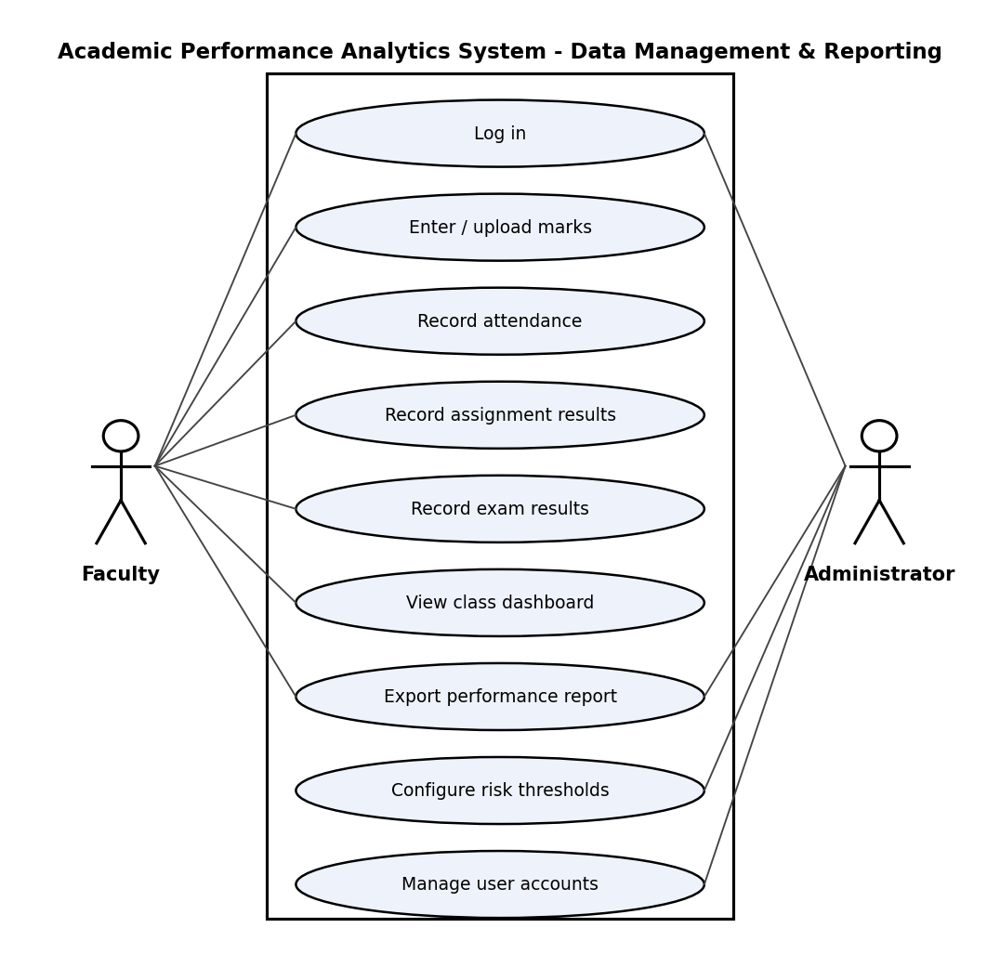 Academic Performance Analytics System - Data Management & Reporting
Log in
Enter / upload marks
Record attendance
Record assignment results
Record exam results
Faculty
Administrator
View class dashboard
Export performance report
Configure risk thresholds
Manage user accounts